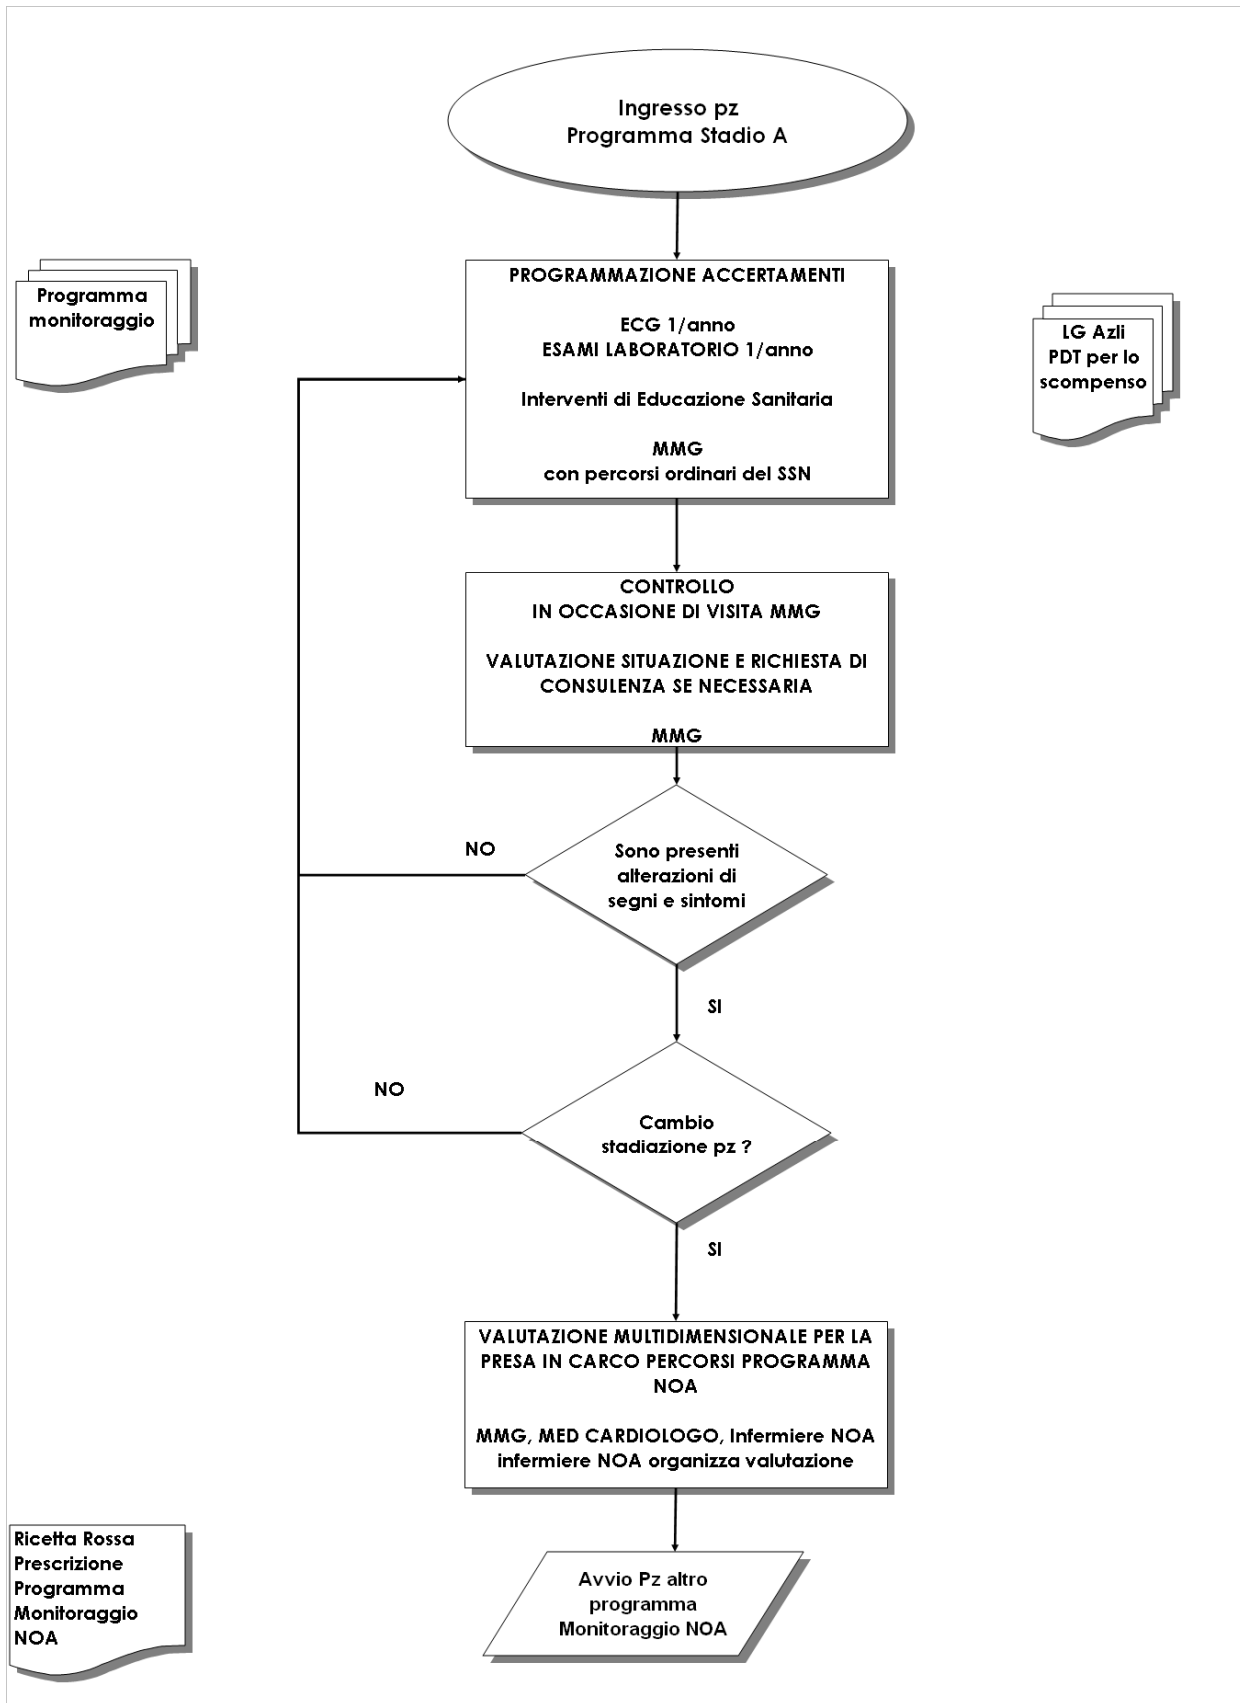 Ingresso pz
Programma Stadio A
Programma
monitoraggio
PROGRAMMAZIONE ACCERTAMENTI
ECG 1/anno
ESAMI LABORATORIO 1/anno
Interventi di Educazione Sanitaria
MMG
con percorsi ordinari del SSN
LG Azli
PDT per lo
scompenso
CONTROLLO
IN OCCASIONE DI VISITA MMG
VALUTAZIONE SITUAZIONE E RICHIESTA DI
CONSULENZA SE NECESSARIA
MMG
NO
Sono presenti
alterazioni di
segni e sintomi
SI
NO
Cambio
stadiazione pz ?
SI
VALUTAZIONE MULTIDIMENSIONALE PER LA
PRESA IN CARCO PERCORSI PROGRAMMA
NOA
MMG, MED CARDIOLOGO, Infermiere NOA
infermiere NOA organizza valutazione
Ricetta Rossa
Prescrizione
Programma
Monitoraggio
NOA
Avvio Pz altro
programma
Monitoraggio NOA